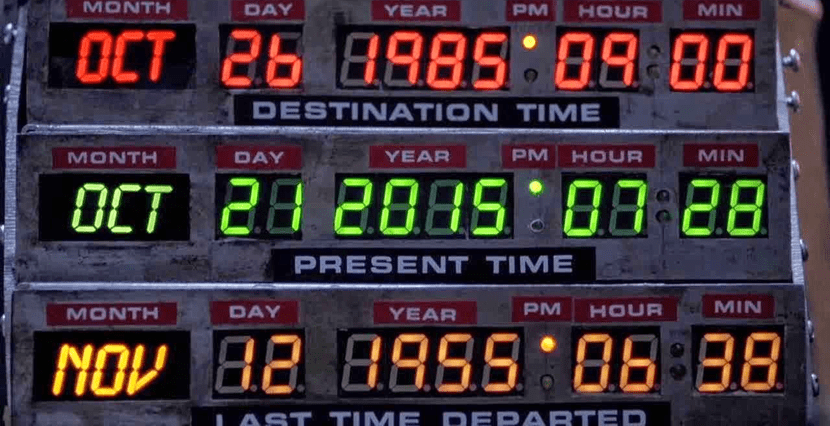 MONTH DAY YEAR PM HOUR MIN
OCT 26 1985 09 00
DESTINATION TIME
MONTH DAY YEAR PM HOUR MIN
OCT 21 2015 07 28
PRESENT TIME
MONTH DAY YEAR PM HOUR MIN
NOV 12 1955 06 38
LAST TIME DEPARTED